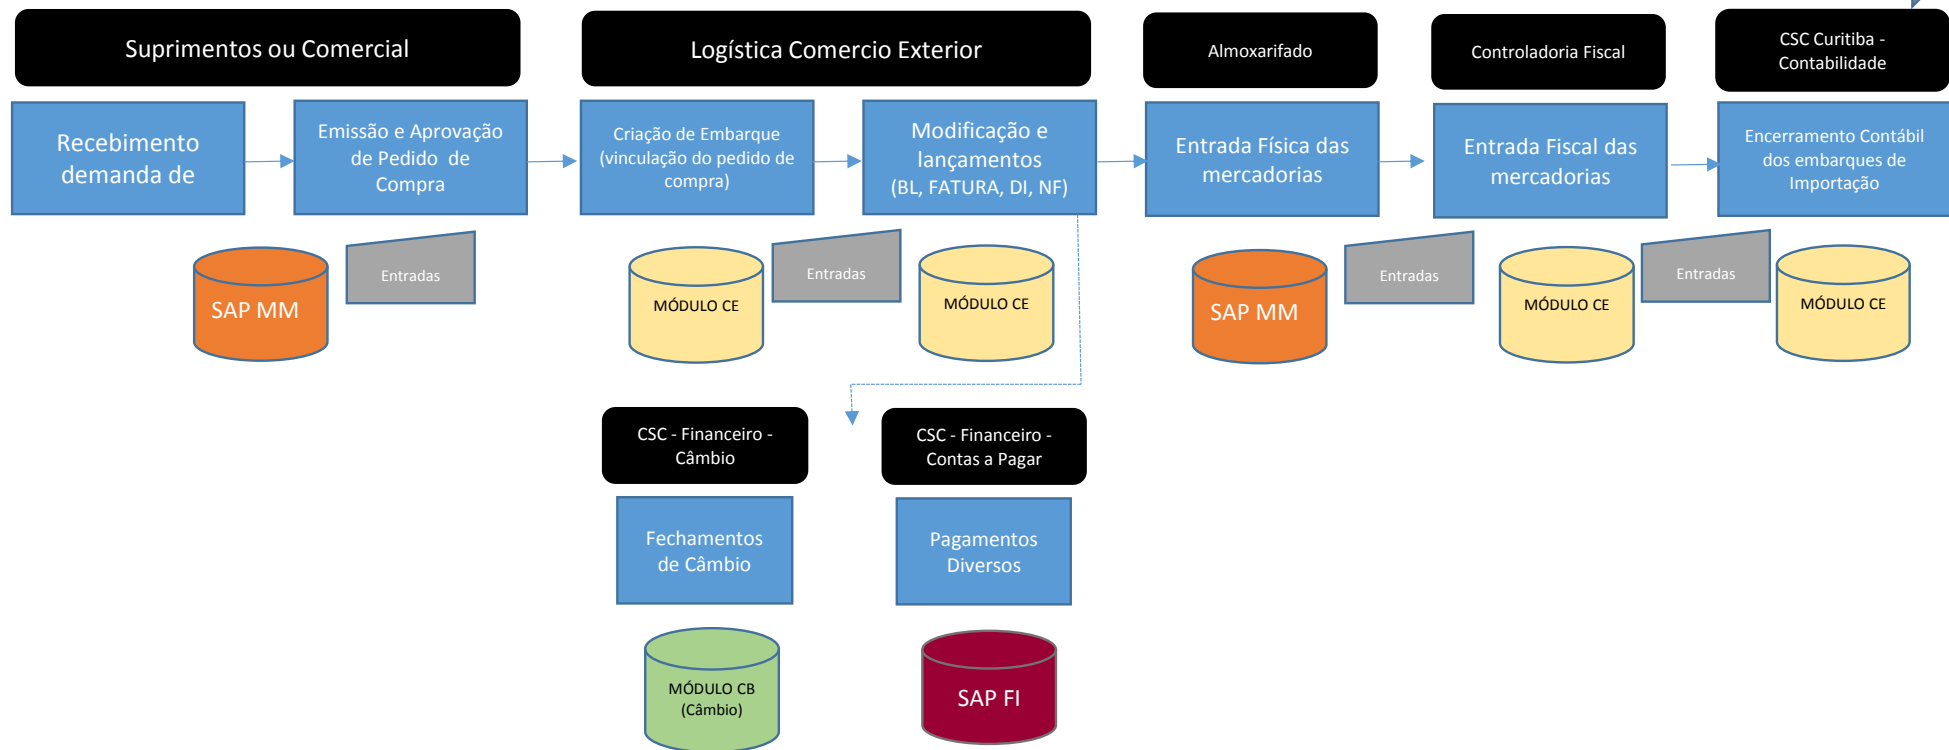 Suprimentos ou Comercial
Logística Comercio Exterior
Almoxarifado
Controladoria Fiscal
CSC Curitiba -
Contabilidade
Recebimento
demanda de
Emissão e Aprovação
de Pedido de
Compra
Criação de Embarque
(vinculação do pedido de
compra)
Modificação e
lançamentos
(BL, FATURA, DI, NF)
Entrada Física das
mercadorias
Entrada Fiscal das
mercadorias
Encerramento Contábil
dos embarques de
Importação
SAP MM
Entradas
MÓDULO CE
Entradas
MÓDULO CE
SAP MM
Entradas
MÓDULO CE
Entradas
MÓDULO CE
CSC - Financeiro -
Câmbio
CSC - Financeiro -
Contas a Pagar
Fechamentos
de Câmbio
Pagamentos
Diversos
MÓDULO CB
(Câmbio)
SAP FI